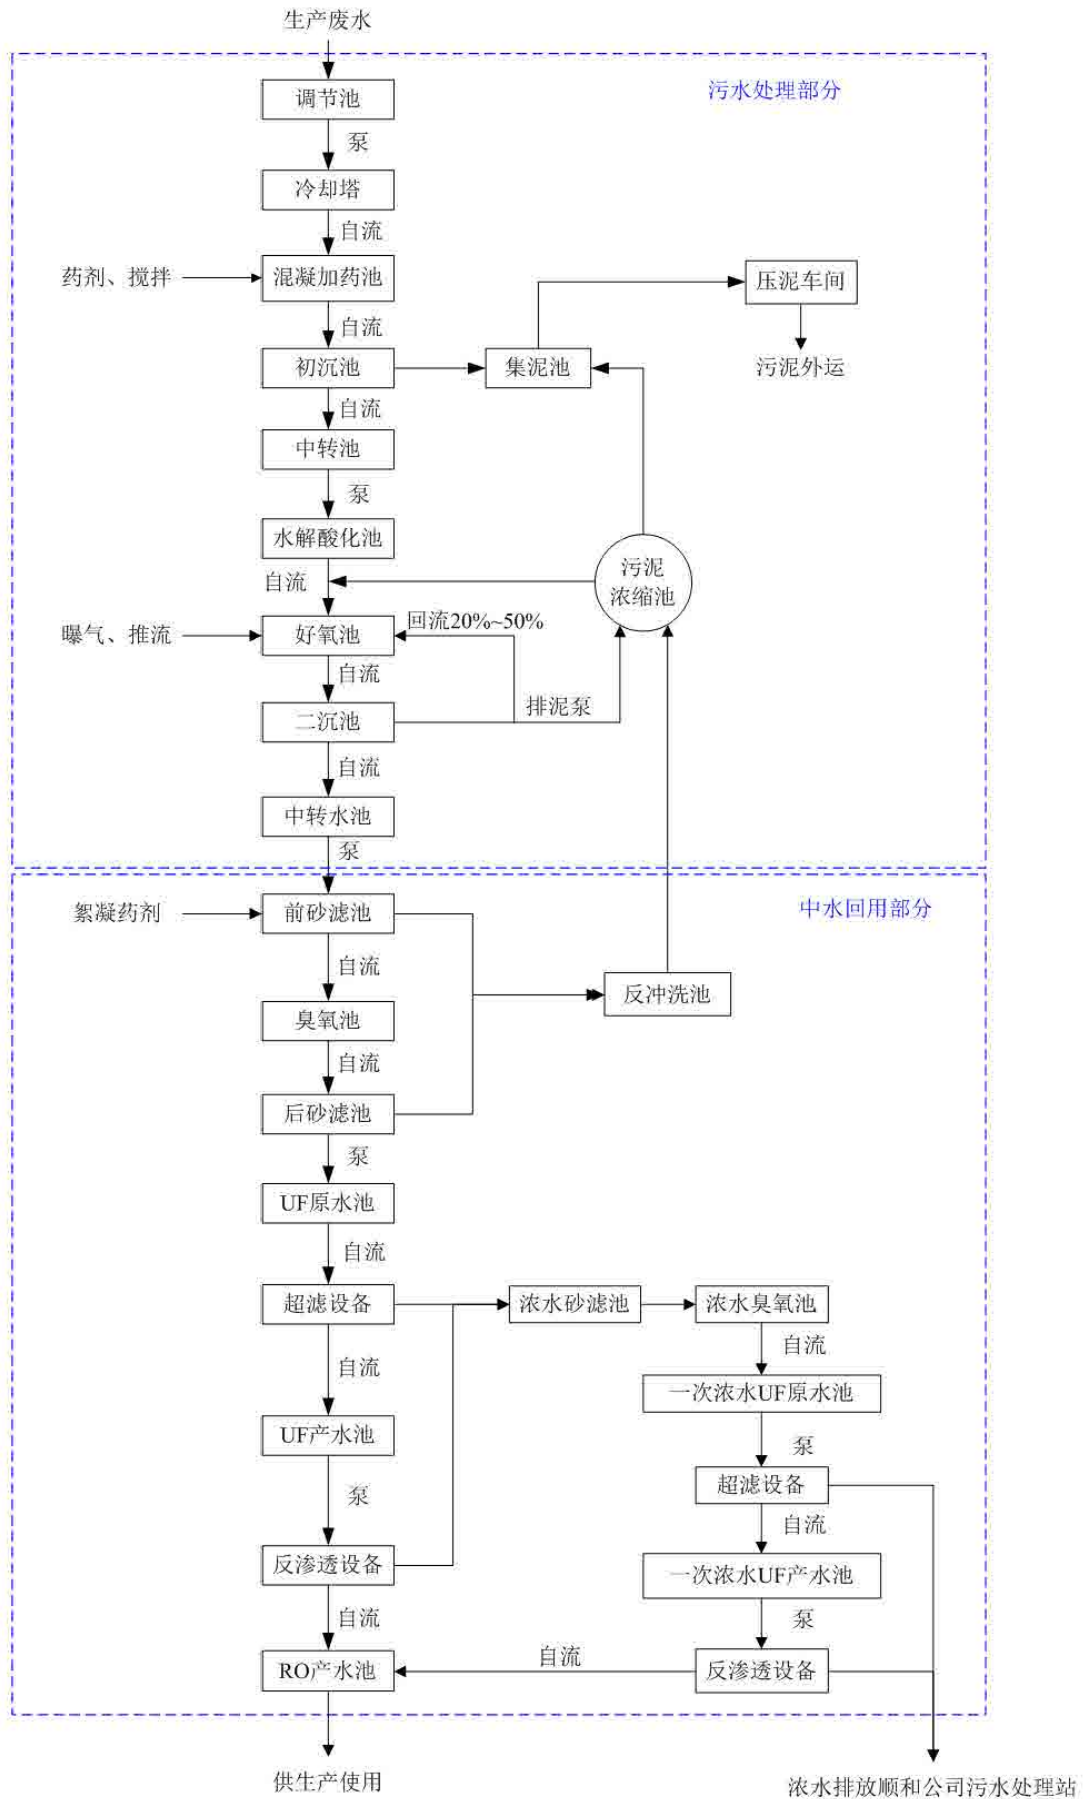 生产废水
污水处理部分
调节池
泵
冷却塔
自流
药剂、搅拌
混凝加药池
压泥车间
自流
初沉池
集泥池
污泥外运
自流
中转池
泵
水解酸化池
污泥
浓缩池
自流
回流20%~50%
曝气、推流
好氧池
自流
排泥泵
二沉池
自流
中转水池
泵
絮凝药剂
前砂滤池
中水回用部分
自流
反冲洗池
臭氧池
自流
后砂滤池
泵
UF原水池
自流
超滤设备
浓水砂滤池
浓水臭氧池
自流
自流
一次浓水UF原水池
UF产水池
泵
超滤设备
泵
自流
反渗透设备
一次浓水UF产水池
自流
泵
自流
RO产水池
反渗透设备
供生产使用
浓水排放顺和公司污水处理站